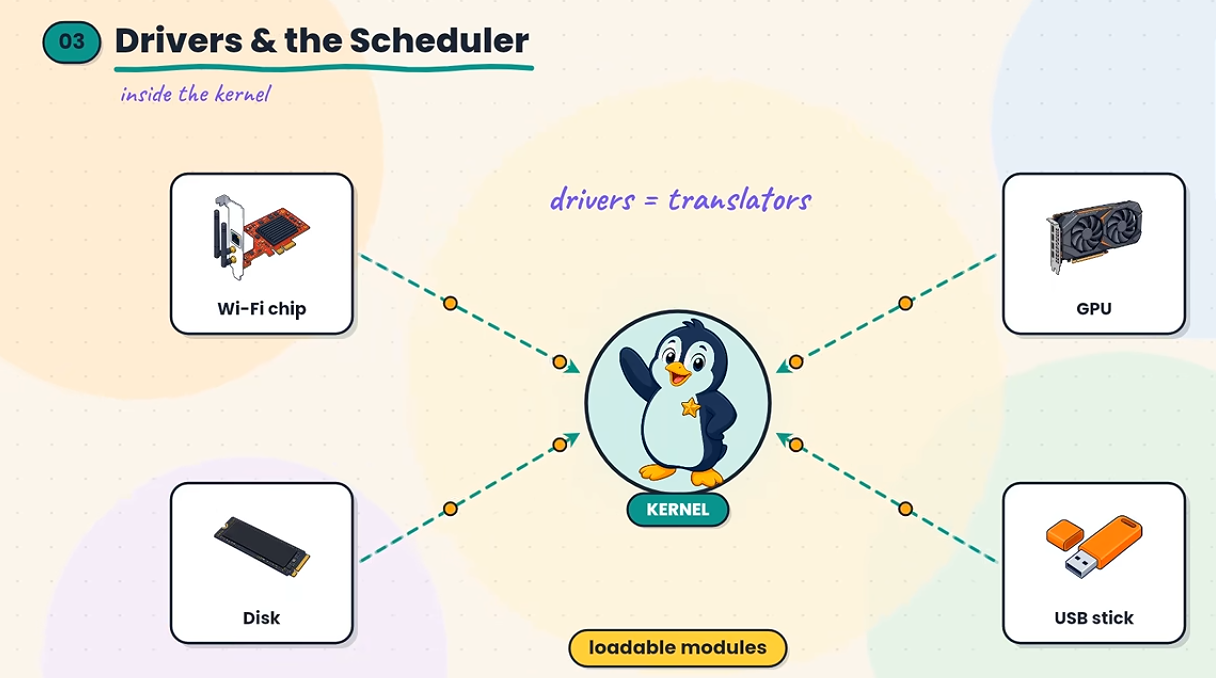 03
Drivers & the Scheduler
inside the kernel
drivers = translators
Wi-Fi chip
GPU
KERNEL
Disk
USB stick
loadable modules